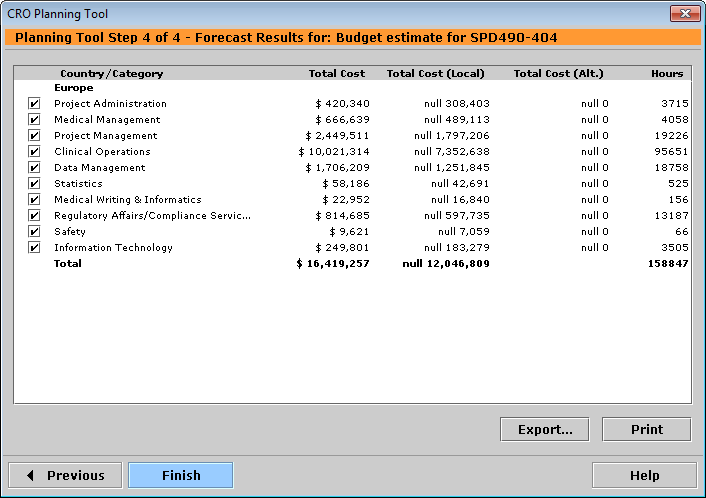 CRO Planning Tool
Planning Tool Step 4 of 4 - Forecast Results for: Budget estimate for SPD490-404
Country/Category Total Cost Total Cost (Local) Total Cost (Alt.) Hours
Europe
Project Administration $ 420,340 null 308,403 null 0 3715
Medical Management $ 666,639 null 489,113 null 0 4058
Project Management $ 2,449,511 null 1,797,206 null 0 19226
Clinical Operations $ 10,021,314 null 7,352,638 null 0 95651
Data Management $ 1,706,209 null 1,251,845 null 0 18758
Statistics $ 58,186 null 42,691 null 0 525
Medical Writing & Informatics $ 22,952 null 16,840 null 0 156
Regulatory Affairs/Compliance Servic... $ 814,685 null 597,735 null 0 13187
Safety $ 9,621 null 7,059 null 0 66
Information Technology $ 249,801 null 183,279 null 0 3505
Total $ 16,419,257 null 12,046,809 158847
Export... Print
Previous Finish Help